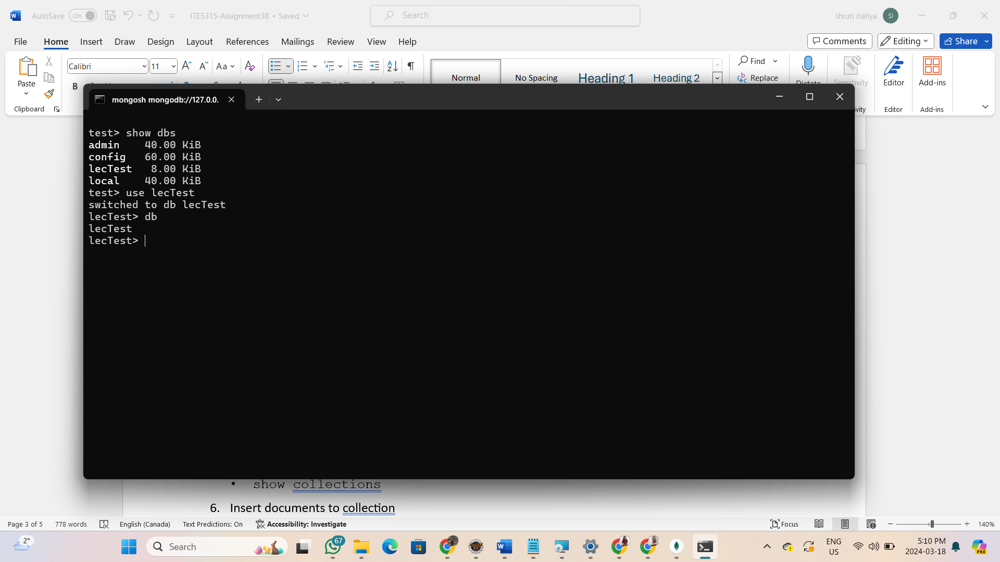 AutoSave On ITE5315-Assignment3B • Saved Search shruti italiya SI
File Home Insert Draw Design Layout References Mailings Review View Help Comments Editing Share
Paste
Clipboard
Calibri 11 Aa
B
Normal No Spacing Heading 1 Heading 2
Find
Replace
Dictate
Editor
Editor
Add-ins
Add-ins
mongosh mongodb://127.0.0.
test> show dbs
admin 40.00 KiB
config 60.00 KiB
lecTest 8.00 KiB
local 40.00 KiB
test> use lecTest
switched to db lecTest
lecTest> db
lecTest
lecTest>
• show collections
6. Insert documents to collection
Page 3 of 5 778 words English (Canada) Text Predictions: On Accessibility: Investigate Focus 140%
2° Search 67 ENG
US
5:10 PM
2024-03-18
PRE